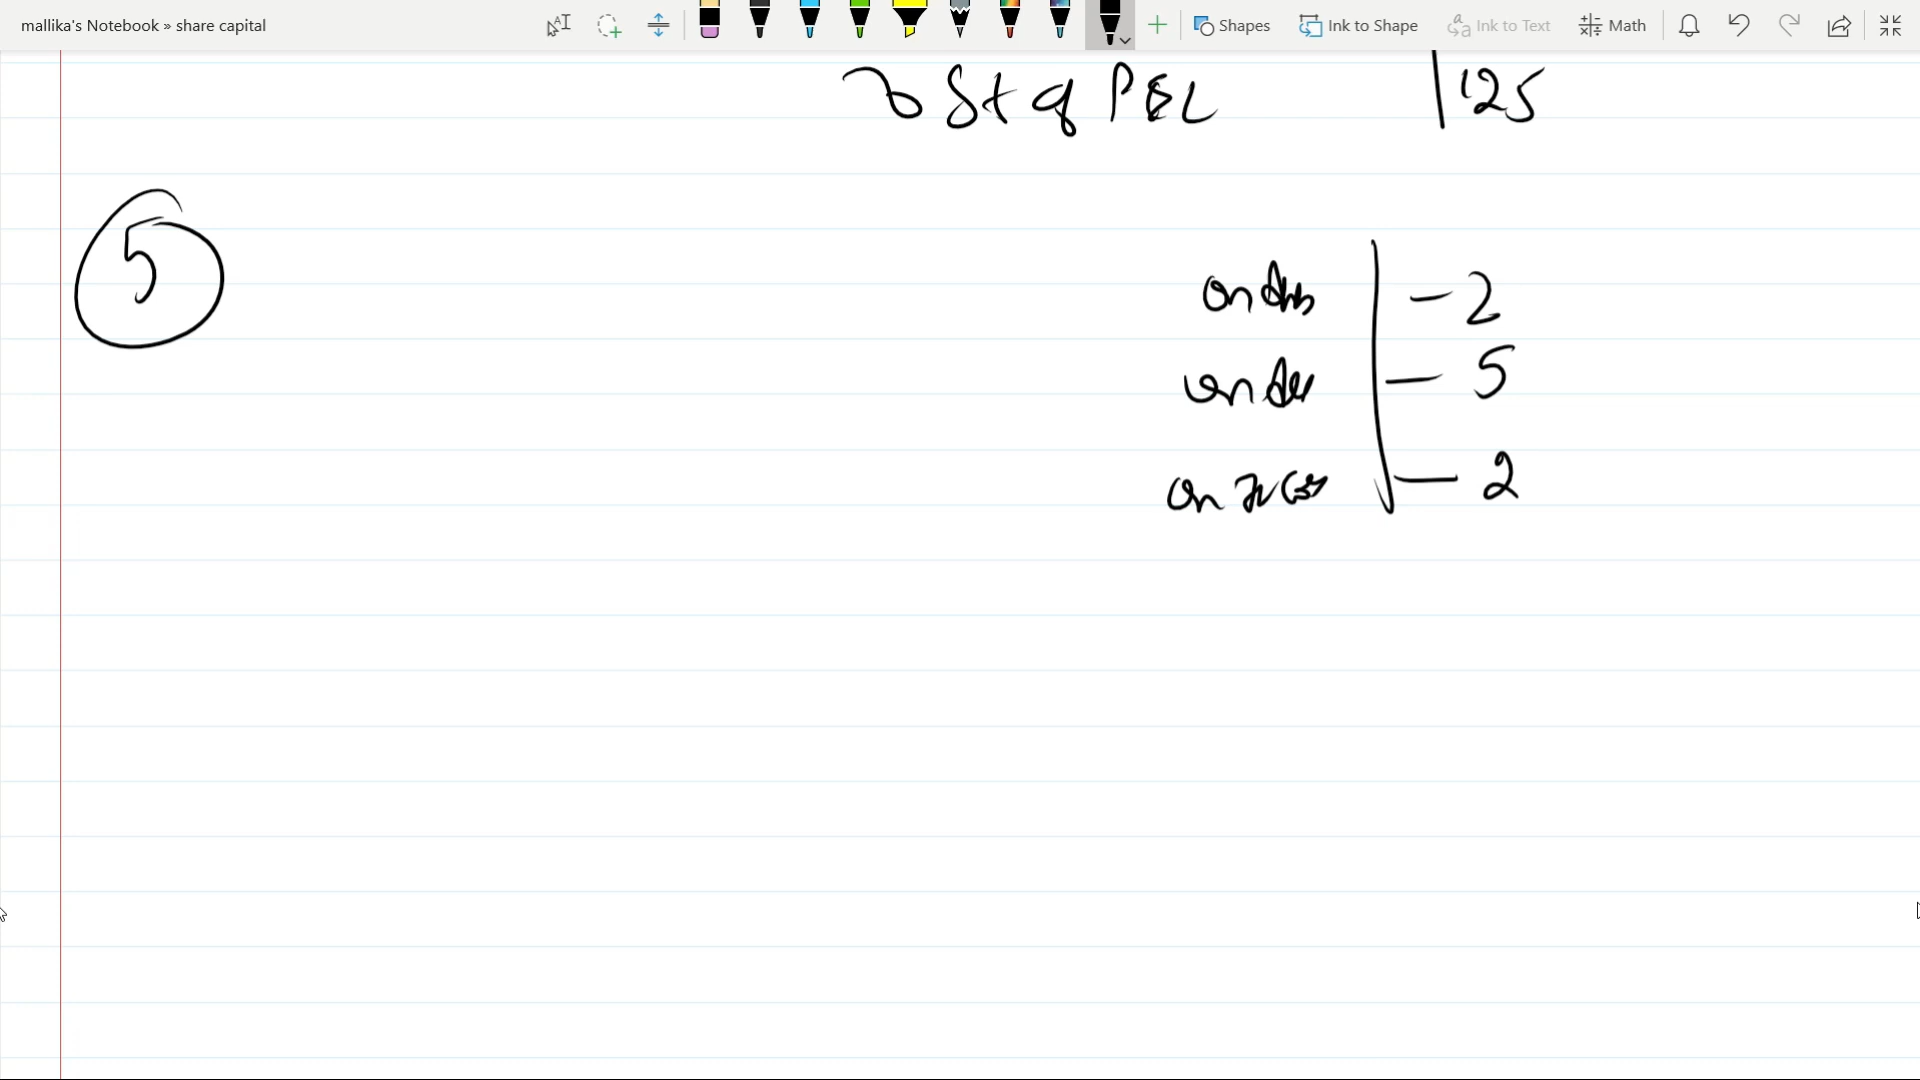 mallika's Notebook » share capital
Shapes Ink to Shape Ink to Text Math
St of P&L 125
5
on - 2
on - 5
on - 2